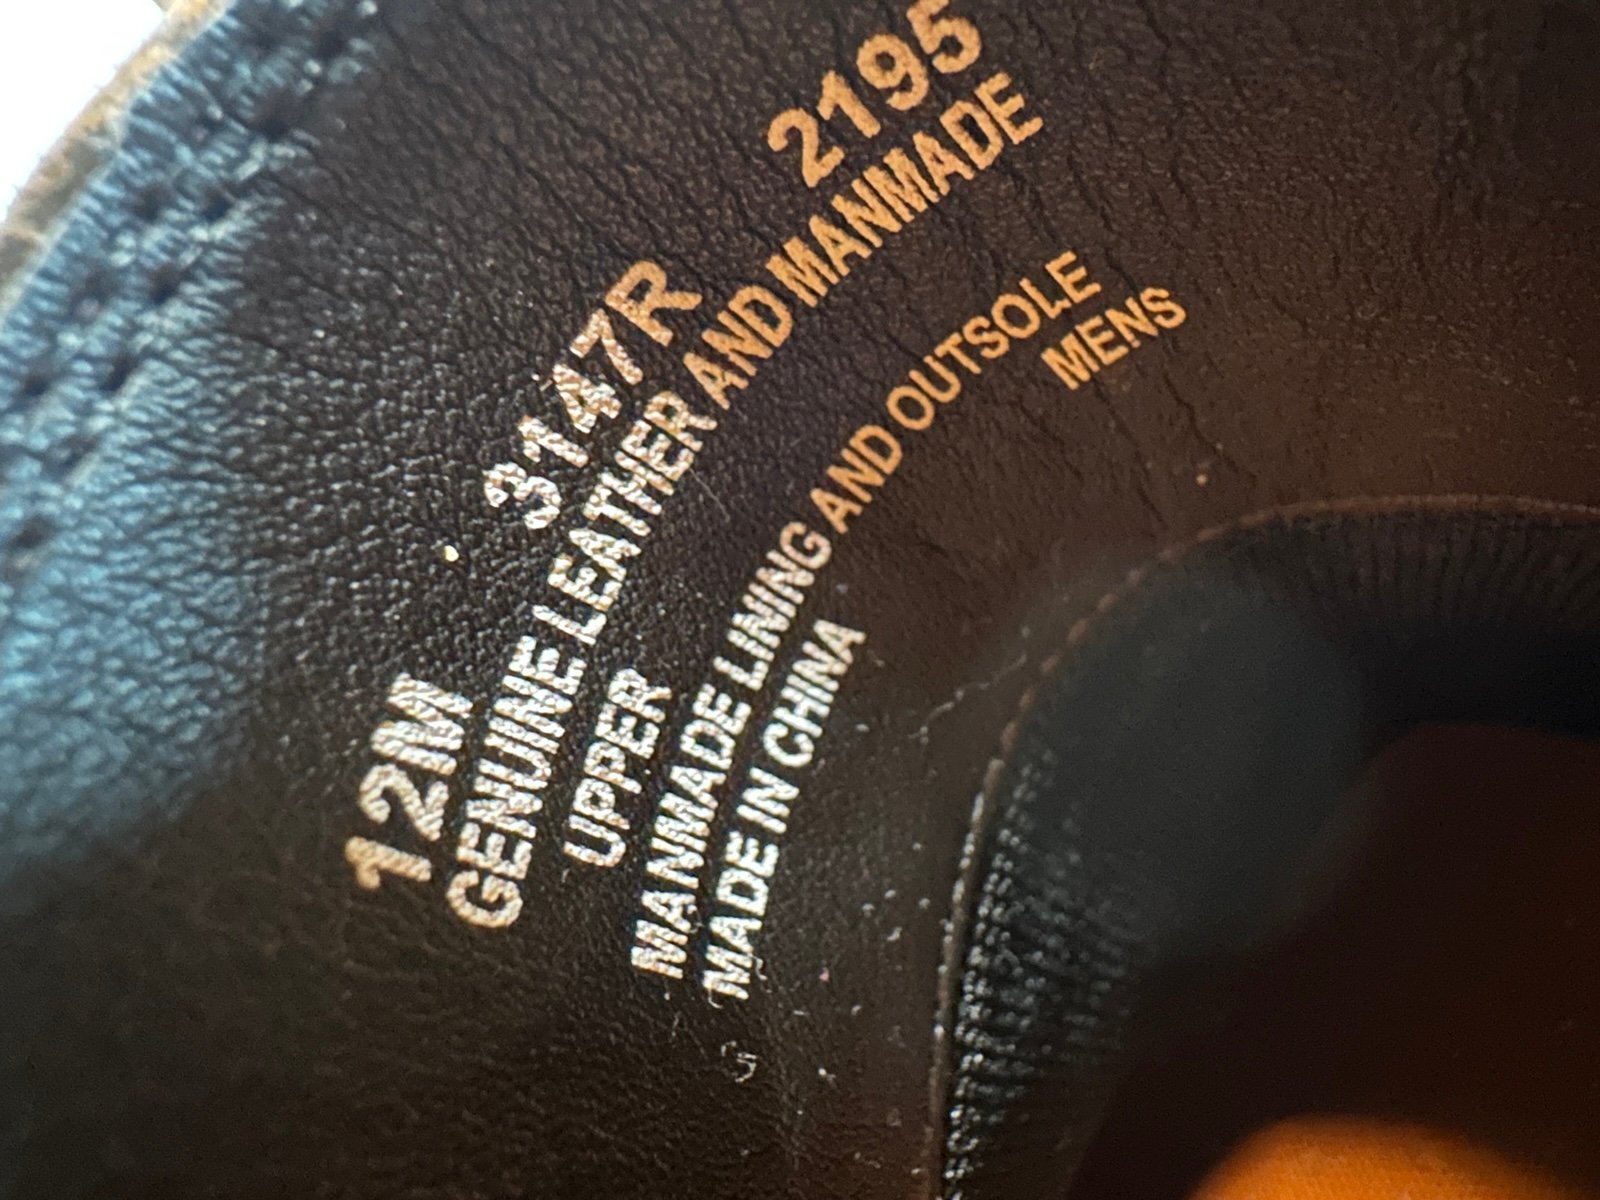 12M 3147R 2195
GENUINE LEATHER AND MANMADE
UPPER
MANMADE LINING AND OUTSOLE
MADE IN CHINA MENS